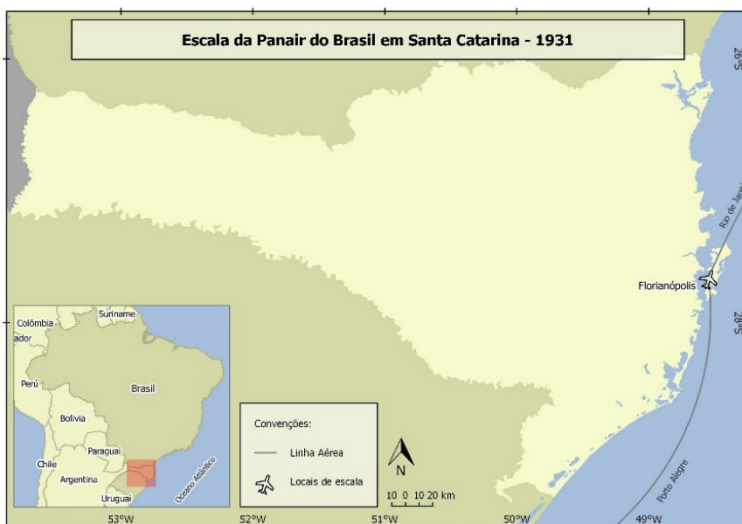 Escala da Panair do Brasil em Santa Catarina - 1931
26°S
Rio de Jane
Florianópolis
28°S
Suriname
Colômbia
ador
Perú
Brasil
Bolivia
Paraguai
Chile
Argentina
Uruguai
Oceano Atlântico
Convenções:
Linha Aérea
Locais de escala
N
10 0 10 20 km
Porto Alegre
53°W
52°W
51°W
50°W
49°W